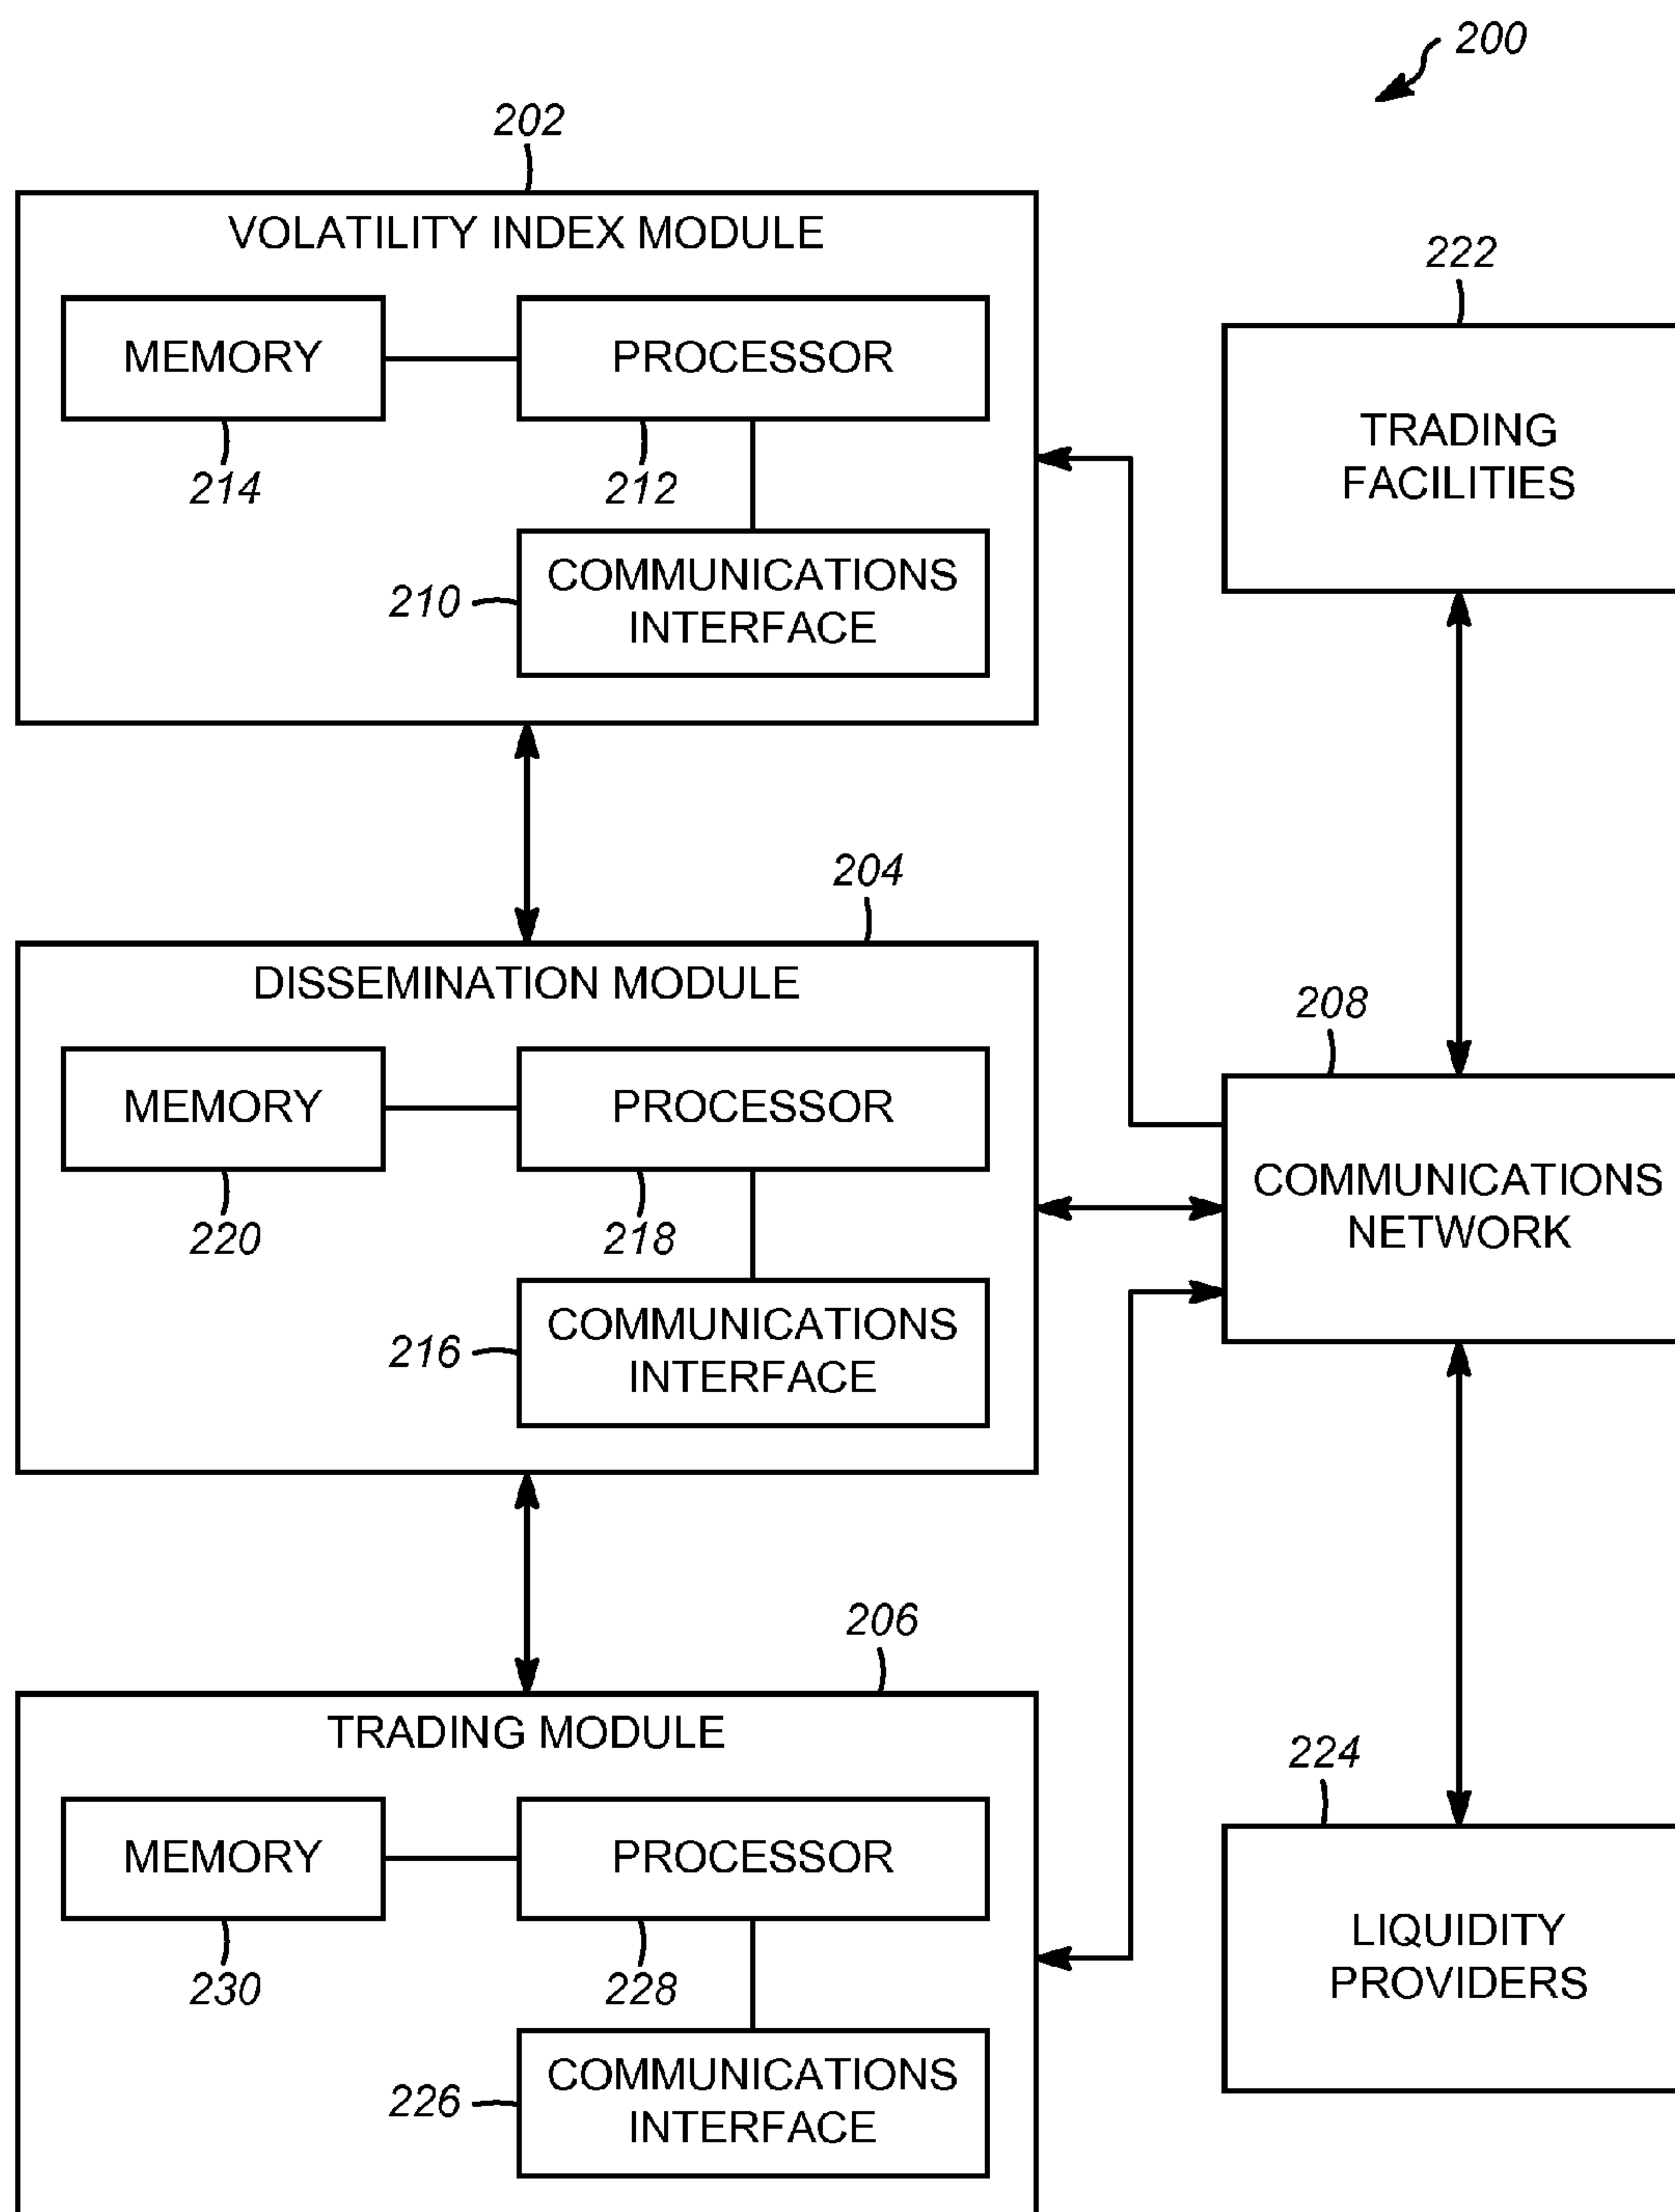 200
202
VOLATILITY INDEX MODULE
MEMORY
PROCESSOR
214
212
210
COMMUNICATIONS
INTERFACE
222
TRADING
FACILITIES
204
DISSEMINATION MODULE
MEMORY
PROCESSOR
220
218
216
COMMUNICATIONS
INTERFACE
208
COMMUNICATIONS
NETWORK
206
TRADING MODULE
MEMORY
PROCESSOR
230
228
226
COMMUNICATIONS
INTERFACE
224
LIQUIDITY
PROVIDERS